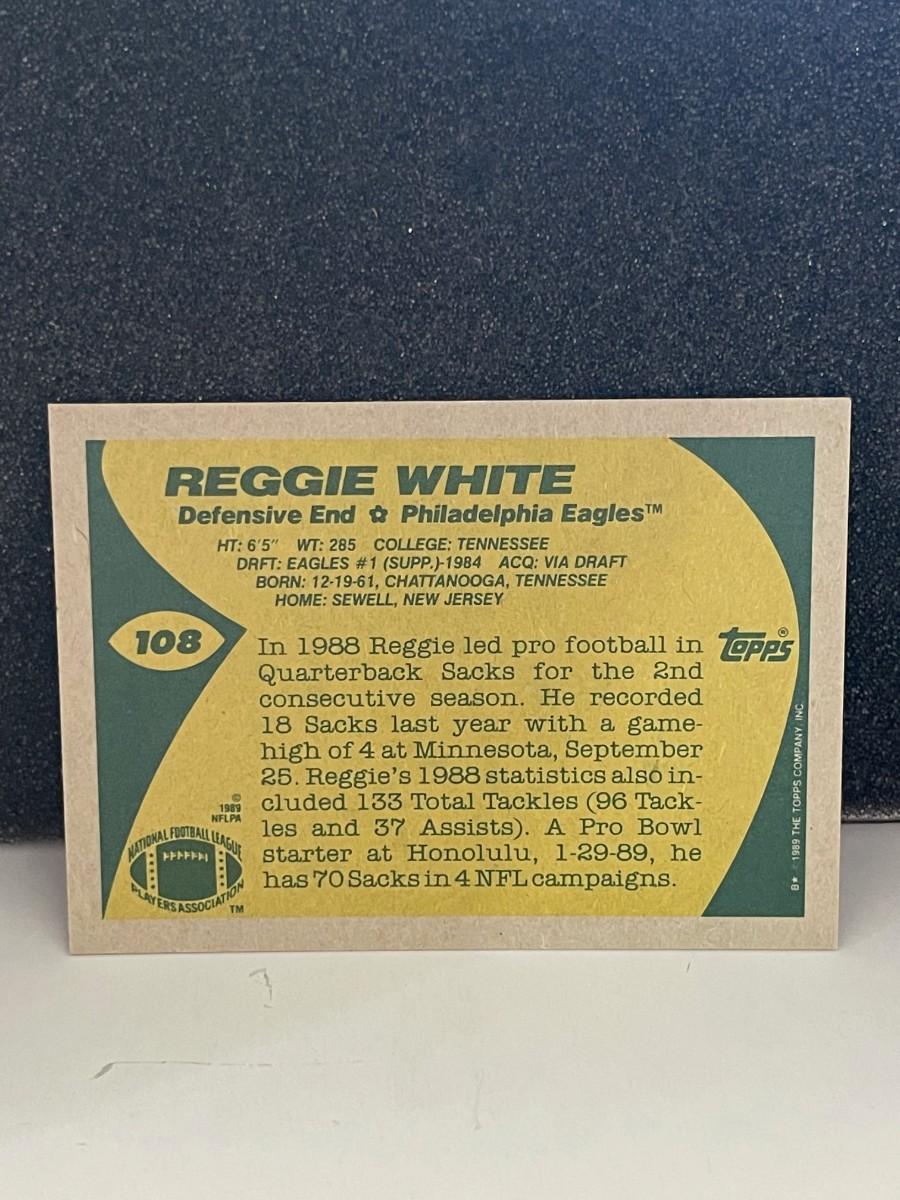 REGGIE WHITE
Defensive End ✿ Philadelphia Eagles™
HT: 6'5" WT: 285 COLLEGE: TENNESSEE
DRFT: EAGLES #1 (SUPP.)-1984 ACQ: VIA DRAFT
BORN: 12-19-61, CHATTANOOGA, TENNESSEE
HOME: SEWELL, NEW JERSEY
108
In 1988 Reggie led pro football in
Quarterback Sacks for the 2nd
consecutive season. He recorded
18 Sacks last year with a game-
high of 4 at Minnesota, September
25. Reggie's 1988 statistics also in-
cluded 133 Total Tackles (96 Tack-
les and 37 Assists). A Pro Bowl
starter at Honolulu, 1-29-89, he
has 70 Sacks in 4 NFL campaigns.
topps®
©
1989
NFLPA
NATIONAL FOOTBALL LEAGUE
PLAYERS ASSOCIATION
TM
B* 1989 THE TOPPS COMPANY, INC.